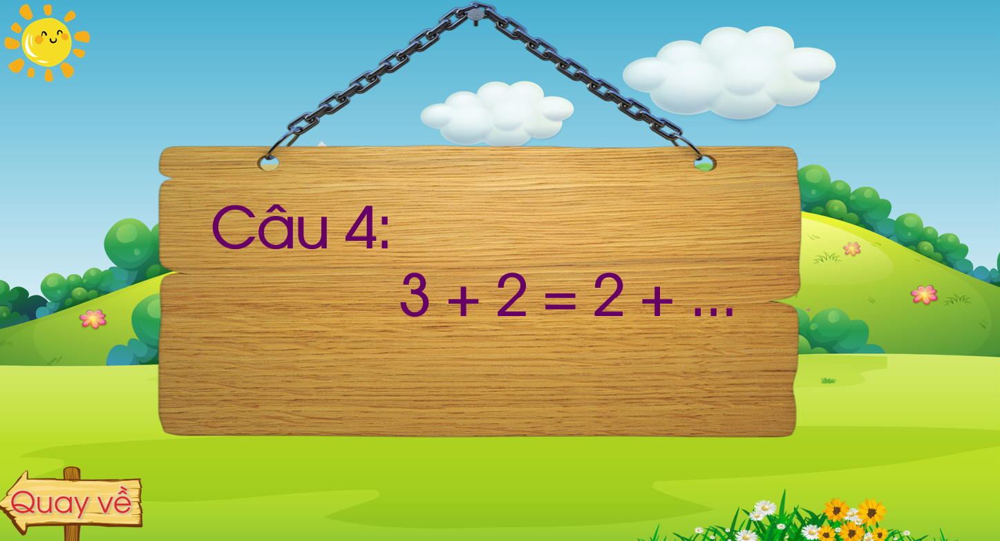 Câu 4:
3 + 2 = 2 + ...
Quay về